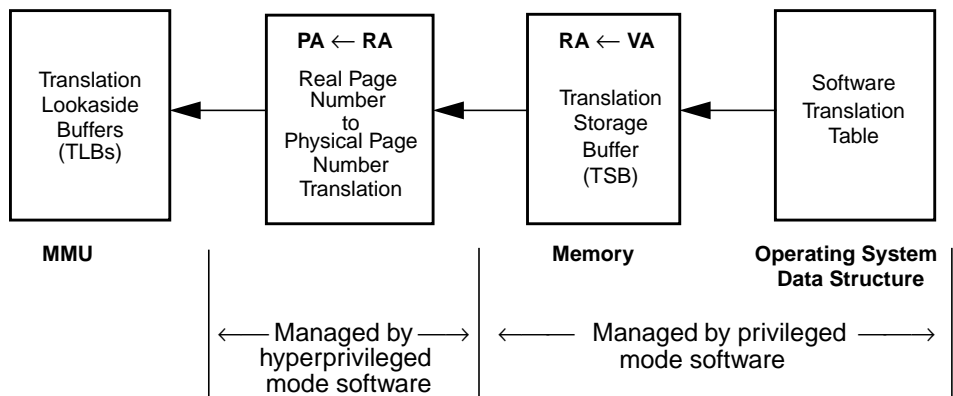 Translation
Lookaside
Buffers
(TLBs)
PA ← RA
Real Page
Number
to
Physical Page
Number
Translation
RA ← VA
Translation
Storage
Buffer
(TSB)
Software
Translation
Table
MMU
Memory
Operating System
Data Structure
Managed by
hyperprivileged
mode software
Managed by privileged
mode software